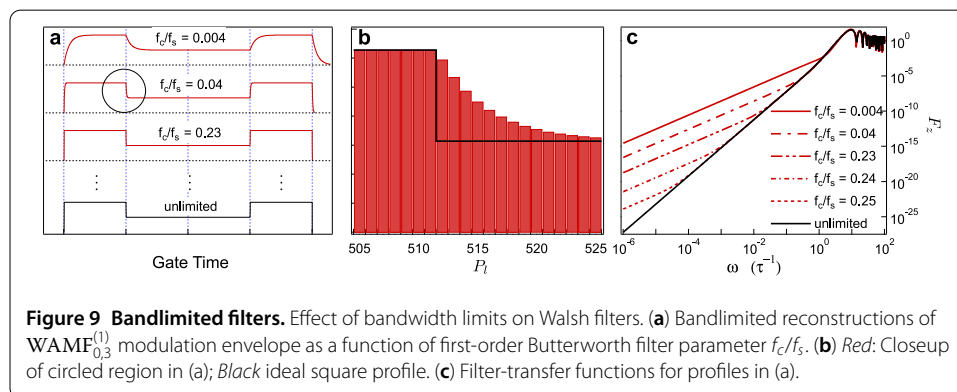 a
f_c/f_s = 0.004
f_c/f_s = 0.04
f_c/f_s = 0.23
⋮ ⋮
unlimited
Gate Time
b
505 510 515 520 525
P_l
c
f_c/f_s = 0.004
f_c/f_s = 0.04
f_c/f_s = 0.23
f_c/f_s = 0.24
f_c/f_s = 0.25
unlimited
10^0
10^-5
10^-10
10^-15
10^-20
10^-25
F_z
10^-6 10^-4 10^-2 10^0 10^2
ω (τ^-1)
Figure 9 Bandlimited filters. Effect of bandwidth limits on Walsh filters. (a) Bandlimited reconstructions of
WAMF^(1)_0,3 modulation envelope as a function of first-order Butterworth filter parameter f_c/f_s. (b) Red: Closeup
of circled region in (a); Black ideal square profile. (c) Filter-transfer functions for profiles in (a).